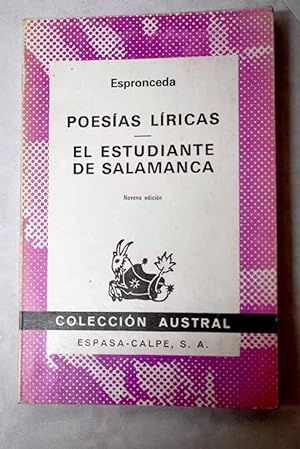 Espronceda
POESÍAS LÍRICAS
EL ESTUDIANTE
DE SALAMANCA
Novena edición
COLECCIÓN AUSTRAL
ESPASA-CALPE, S. A.